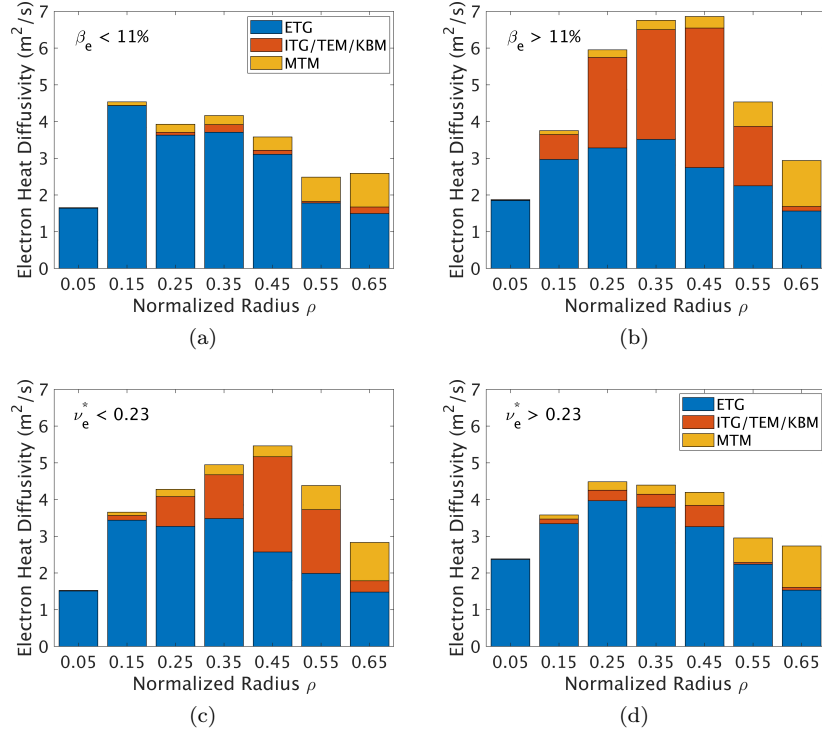 Electron Heat Diffusivity (m²/s)
7
6
5
4
3
2
1
0
βe < 11%
ETG
ITG/TEM/KBM
MTM
0.05 0.15 0.25 0.35 0.45 0.55 0.65
Normalized Radius ρ
(a)
Electron Heat Diffusivity (m²/s)
7
6
5
4
3
2
1
0
βe > 11%
0.05 0.15 0.25 0.35 0.45 0.55 0.65
Normalized Radius ρ
(b)
Electron Heat Diffusivity (m²/s)
7
6
5
4
3
2
1
0
ν*e < 0.23
0.05 0.15 0.25 0.35 0.45 0.55 0.65
Normalized Radius ρ
(c)
Electron Heat Diffusivity (m²/s)
7
6
5
4
3
2
1
0
ν*e > 0.23
ETG
ITG/TEM/KBM
MTM
0.05 0.15 0.25 0.35 0.45 0.55 0.65
Normalized Radius ρ
(d)